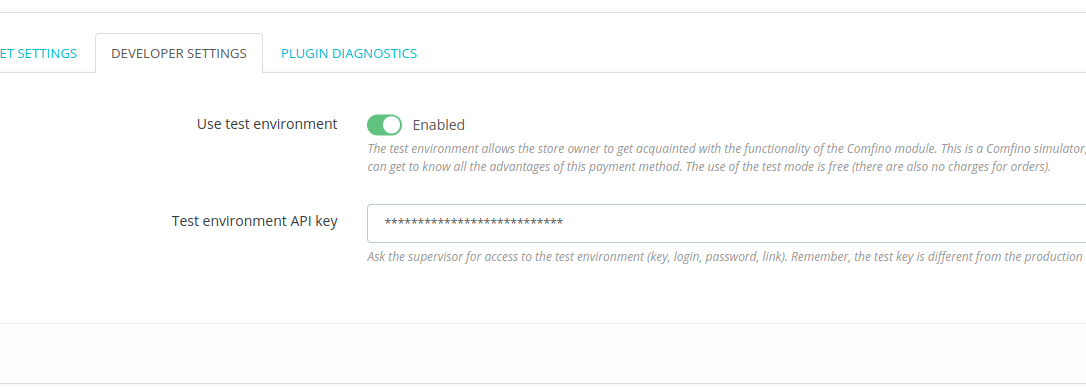 ET SETTINGS DEVELOPER SETTINGS PLUGIN DIAGNOSTICS
Use test environment Enabled
The test environment allows the store owner to get acquainted with the functionality of the Comfino module. This is a Comfino simulator,
can get to know all the advantages of this payment method. The use of the test mode is free (there are also no charges for orders).
Test environment API key ***************************
Ask the supervisor for access to the test environment (key, login, password, link). Remember, the test key is different from the production